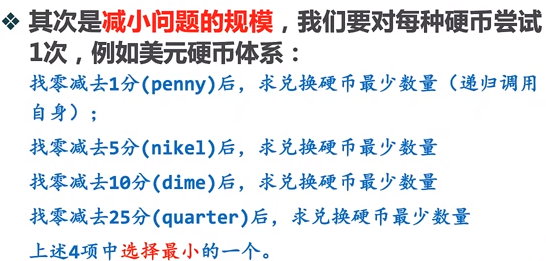 ❖ 其次是减小问题的规模，我们要对每种硬币尝试
1次，例如美元硬币体系：
找零减去1分(penny)后，求兑换硬币最少数量（递归调用
自身）；
找零减去5分(nikel)后，求兑换硬币最少数量
找零减去10分(dime)后，求兑换硬币最少数量
找零减去25分(quarter)后，求兑换硬币最少数量
上述4项中选择最小的一个。